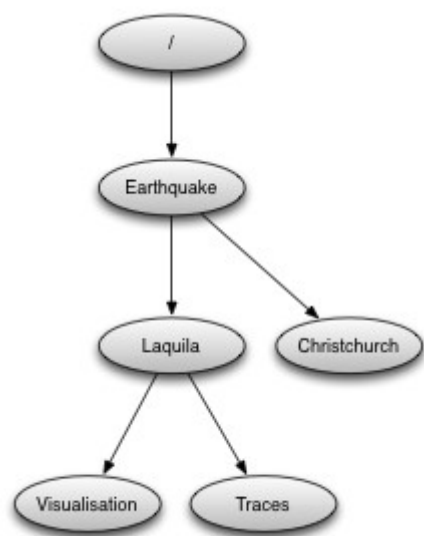 /
Earthquake
Laquila
Christchurch
Visualisation
Traces